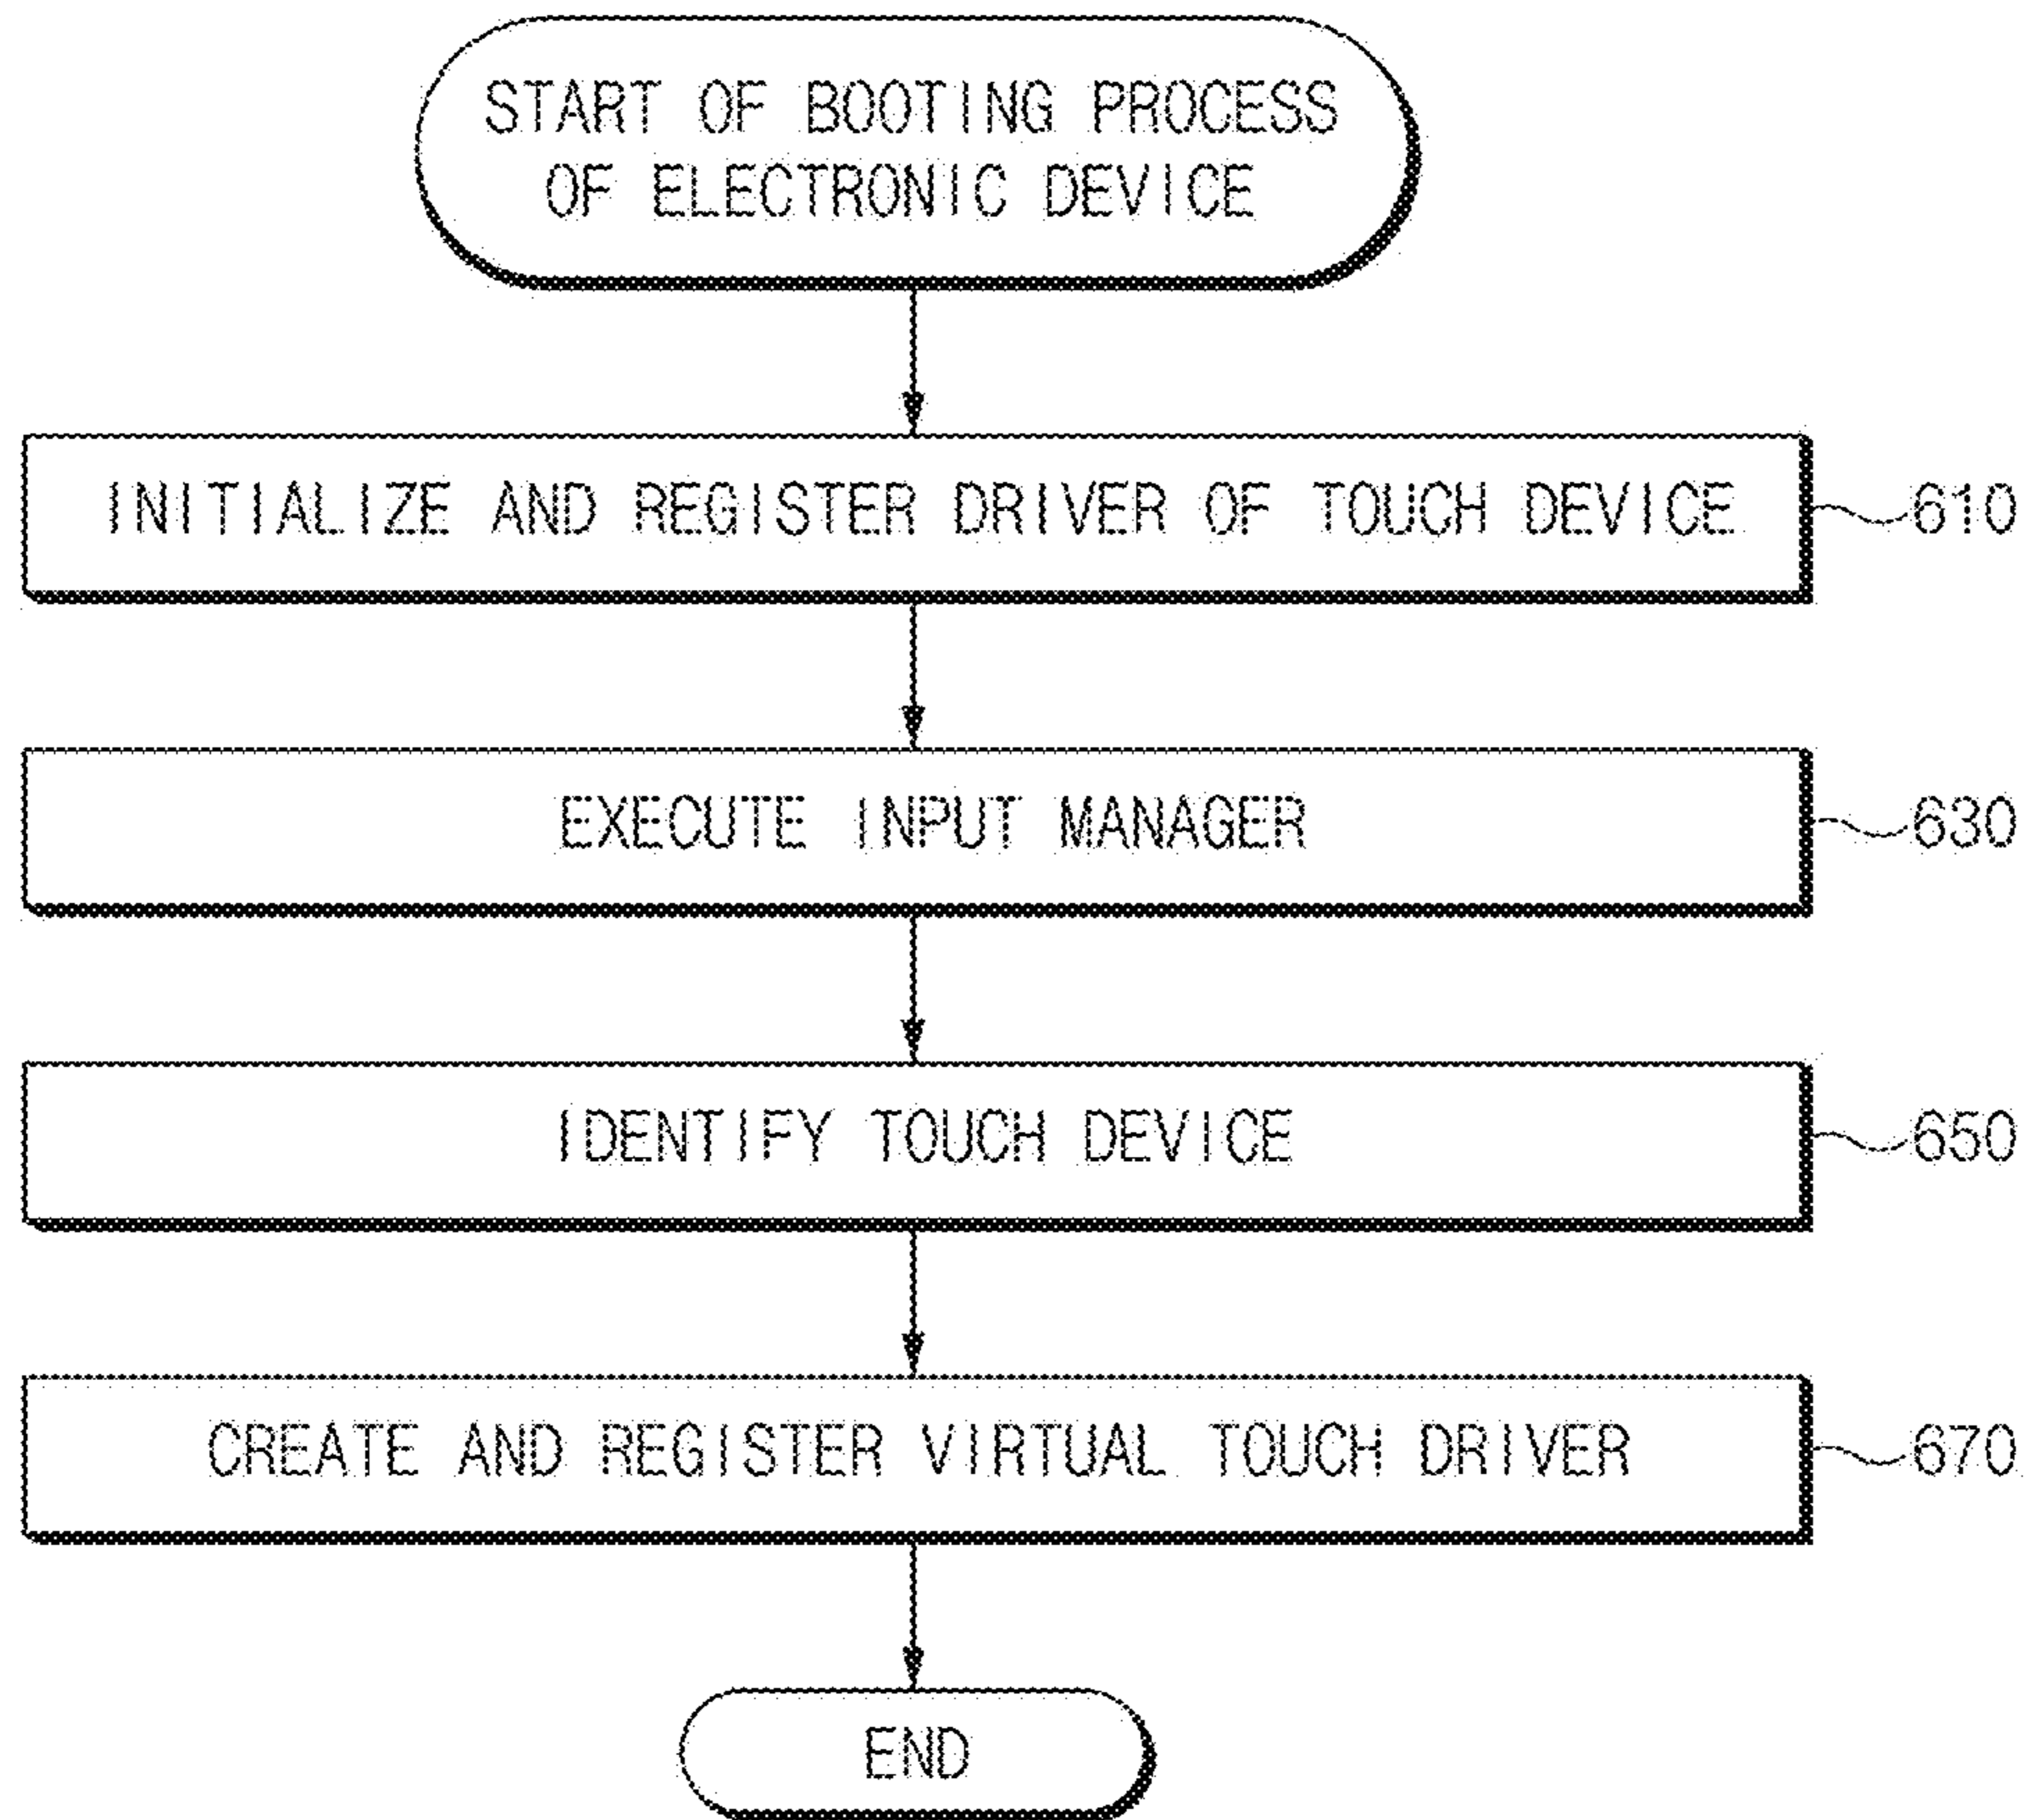 START OF BOOTING PROCESS
OF ELECTRONIC DEVICE
INITIALIZE AND REGISTER DRIVER OF TOUCH DEVICE
610
EXECUTE INPUT MANAGER
630
IDENTIFY TOUCH DEVICE
650
CREATE AND REGISTER VIRTUAL TOUCH DRIVER
670
END